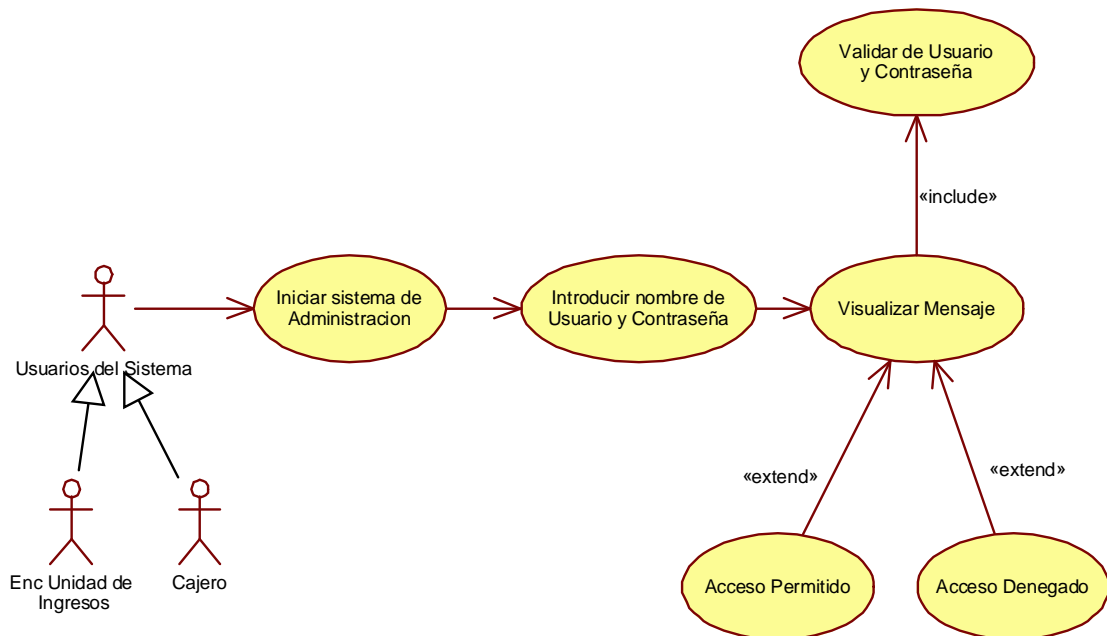 Validar de Usuario
y Contraseña
«include»
Iniciar sistema de
Administracion
Introducir nombre de
Usuario y Contraseña
Visualizar Mensaje
Usuarios del Sistema
«extend»
«extend»
Enc Unidad de
Ingresos
Cajero
Acceso Permitido
Acceso Denegado